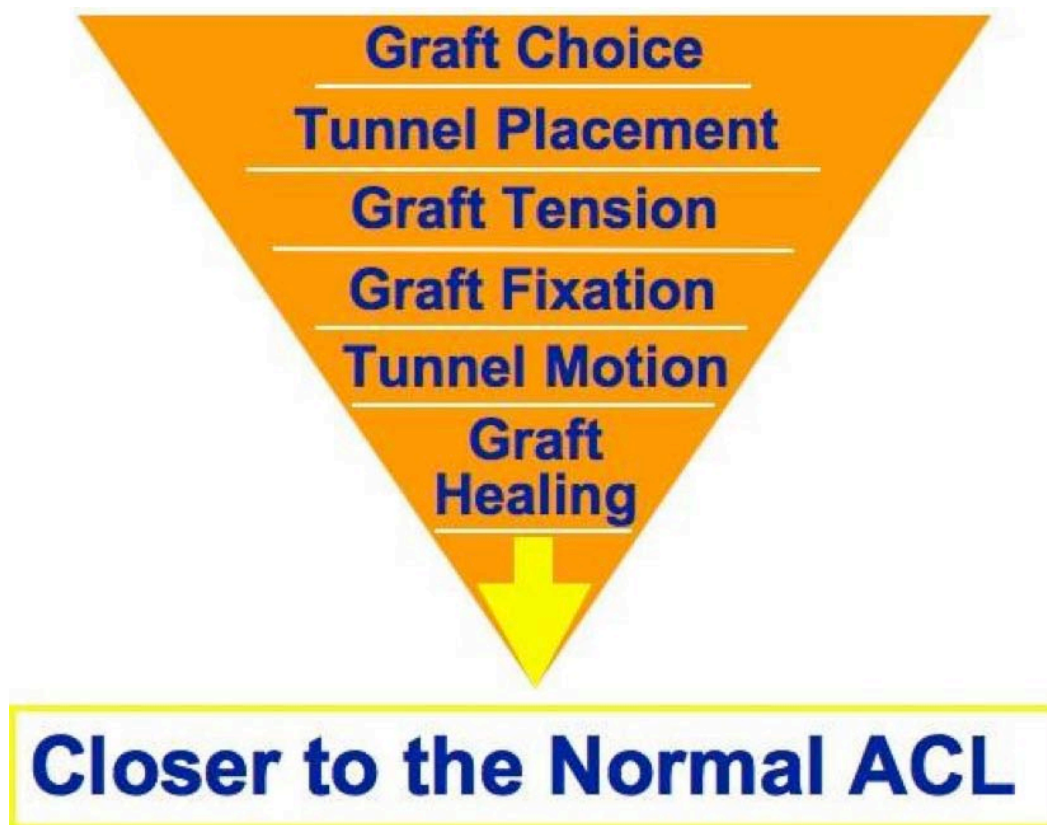 Graft Choice
Tunnel Placement
Graft Tension
Graft Fixation
Tunnel Motion
Graft
Healing
Closer to the Normal ACL